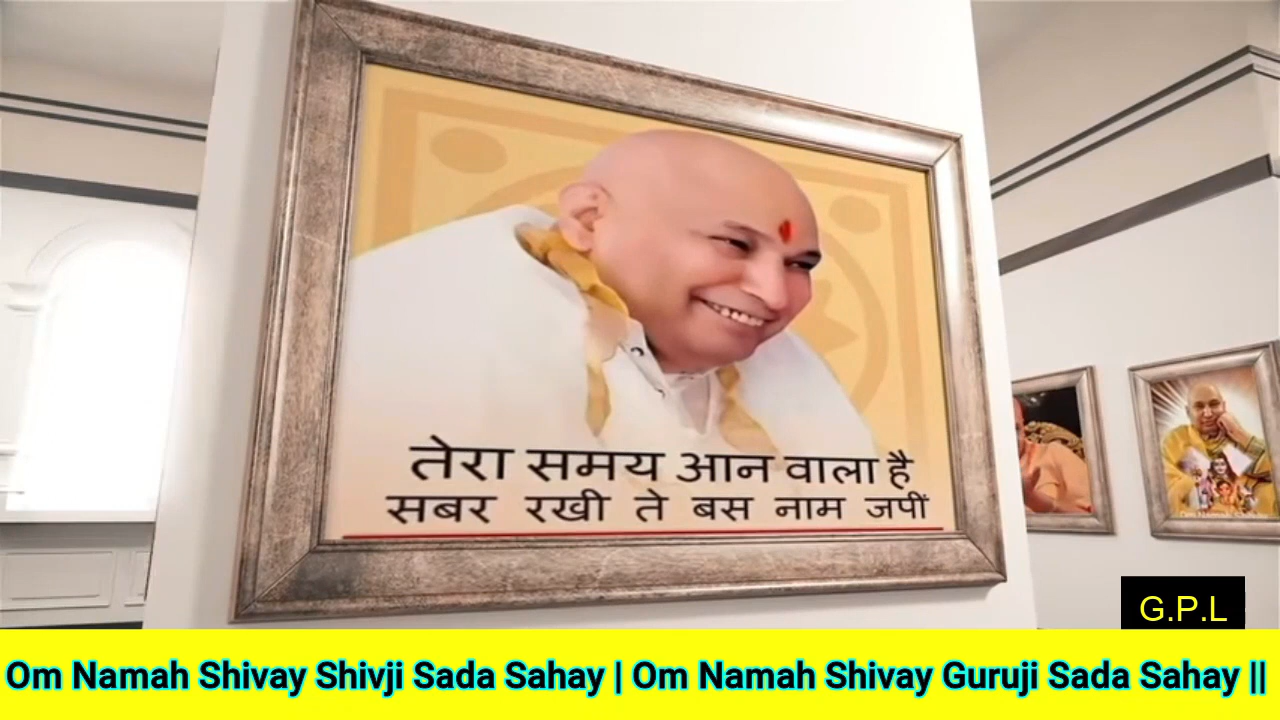 तेरा समय आन वाला है
सबर रखी ते बस नाम जपीं
G.P.L
Om Namah Shivay Shivji Sada Sahay | Om Namah Shivay Guruji Sada Sahay ||